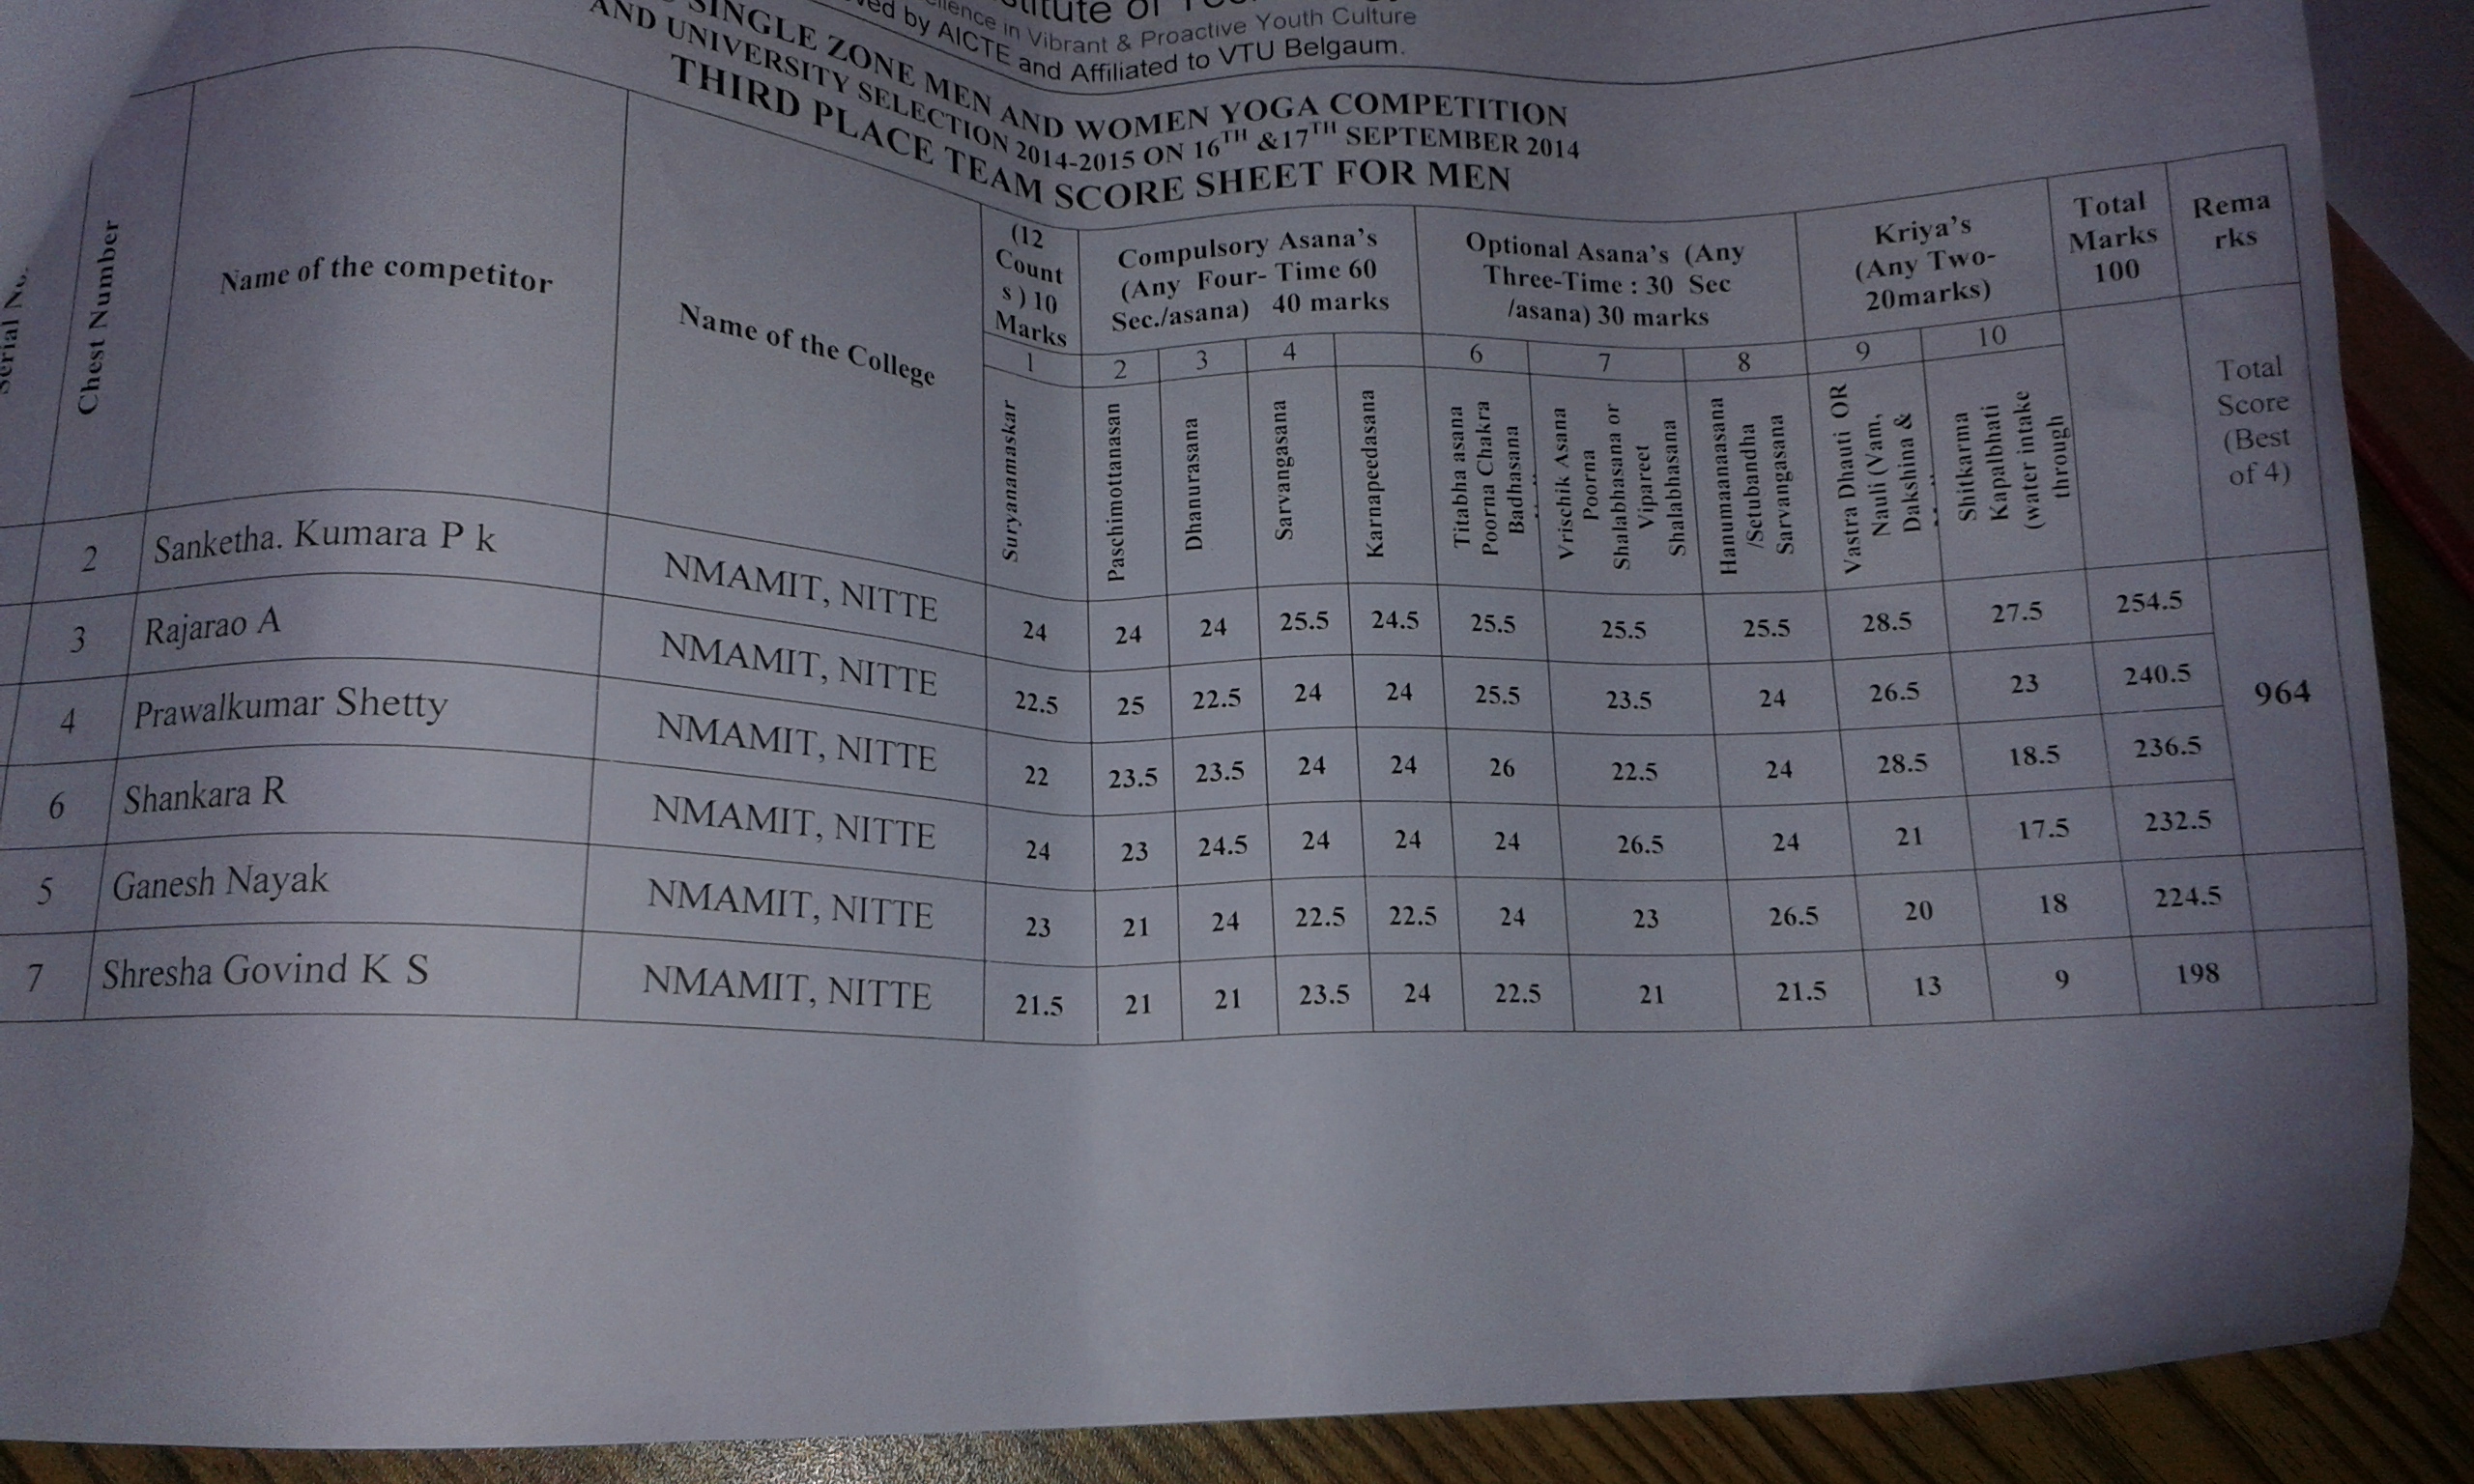 ved by AICTE and Affiliated to VTU Belgaum.
in Vibrant & Proactive Youth Culture
SINGLE ZONE MEN AND WOMEN YOGA COMPETITION
AND UNIVERSITY SELECTION 2014-2015 ON 16TH &17TH SEPTEMBER 2014
THIRD PLACE TEAM SCORE SHEET FOR MEN
Serial No.
Chest Number
Name of the competitor
Name of the College
(12 Count s ) 10 Marks
Compulsory Asana's (Any Four- Time 60 Sec./asana) 40 marks
Optional Asana's (Any Three-Time : 30 Sec /asana) 30 marks
Kriya's (Any Two- 20marks)
Total Marks 100
Rema rks
1 2 3 4 6 7 8 9 10
Suryanamaskar
Paschimottanasan
Dhanurasana
Sarvangasana
Karnapeedasana
Titabha asana Poorna Chakra Badhasana
Vrischik Asana Poorna Shalabhasana or Vipareet Shalabhasana
Hanumaanaasana /Setubandha Sarvangasana
Vastra Dhauti OR Nauli (Vam, Dakshina &
Shitkarma Kapalbhati (water intake through
Total Score (Best of 4)
2 Sanketha. Kumara P k NMAMIT, NITTE 24 24 24 25.5 24.5 25.5 25.5 25.5 28.5 27.5 254.5
3 Rajarao A NMAMIT, NITTE 22.5 25 22.5 24 24 25.5 23.5 24 26.5 23 240.5
4 Prawalkumar Shetty NMAMIT, NITTE 22 23.5 23.5 24 24 26 22.5 24 28.5 18.5 236.5
6 Shankara R NMAMIT, NITTE 24 23 24.5 24 24 24 26.5 24 21 17.5 232.5
964
5 Ganesh Nayak NMAMIT, NITTE 23 21 24 22.5 22.5 24 23 26.5 20 18 224.5
7 Shresha Govind K S NMAMIT, NITTE 21.5 21 21 23.5 24 22.5 21 21.5 13 9 198